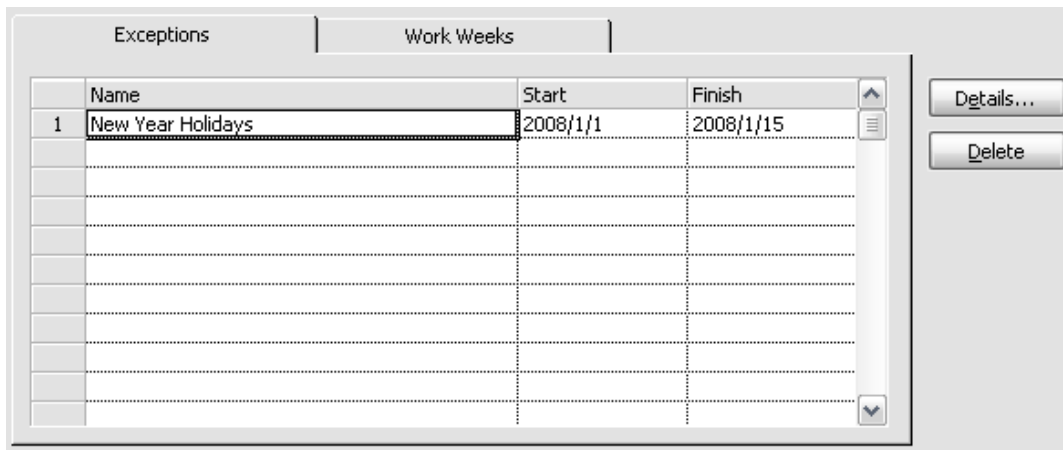 Exceptions Work Weeks
Name Start Finish
1 New Year Holidays 2008/1/1 2008/1/15
Details...
Delete